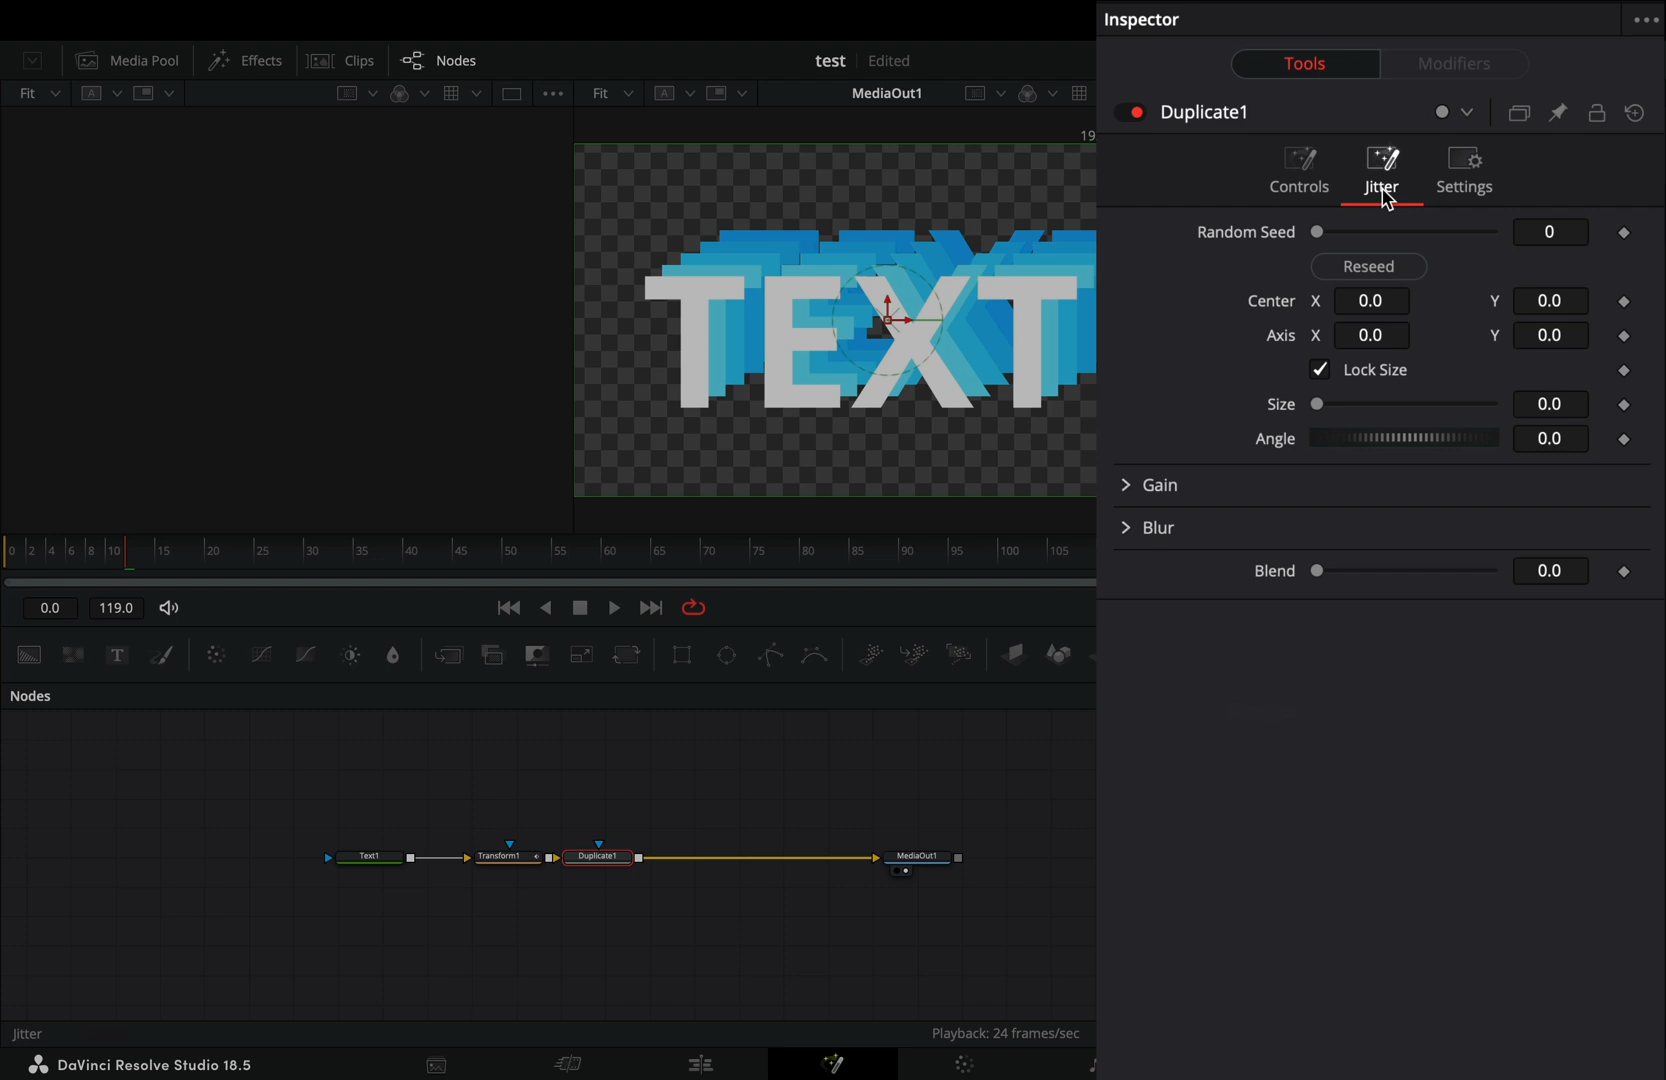 Inspector
Tools
Modifiers
Media Pool
Effects
Clips
Nodes
test
Edited
Fit
A
Fit
A
MediaOut1
Duplicate1
19
Controls
Jitter
Settings
TEXT
Random Seed
0
Reseed
Center X 0.0 Y 0.0
Axis X 0.0 Y 0.0
Lock Size
Size 0.0
Angle 0.0
Gain
Blur
Blend 0.0
0 2 4 6 8 10 15 20 25 30 35 40 45 50 55 60 65 70 75 80 85 90 95 100 105
0.0
119.0
T
Nodes
Text1
Transform1
Duplicate1
MediaOut1
Jitter
Playback: 24 frames/sec
DaVinci Resolve Studio 18.5